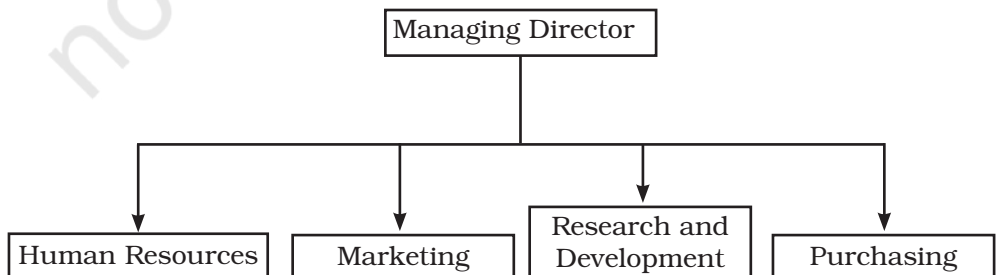 Managing Director
Human Resources
Marketing
Research and
Development
Purchasing